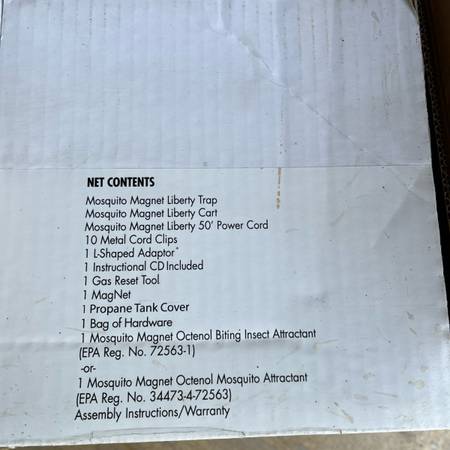 NET CONTENTS
Mosquito Magnet Liberty Trap
Mosquito Magnet Liberty Cart
Mosquito Magnet Liberty 50' Power Cord
10 Metal Cord Clips
1 L-Shaped Adaptor*
1 Instructional CD Included
1 Gas Reset Tool
1 MagNet
1 Propane Tank Cover
1 Bag of Hardware
1 Mosquito Magnet Octenol Biting Insect Attractant
(EPA Reg. No. 72563-1)
-or-
1 Mosquito Magnet Octenol Mosquito Attractant
(EPA Reg. No. 34473-4-72563)
Assembly Instructions/Warranty